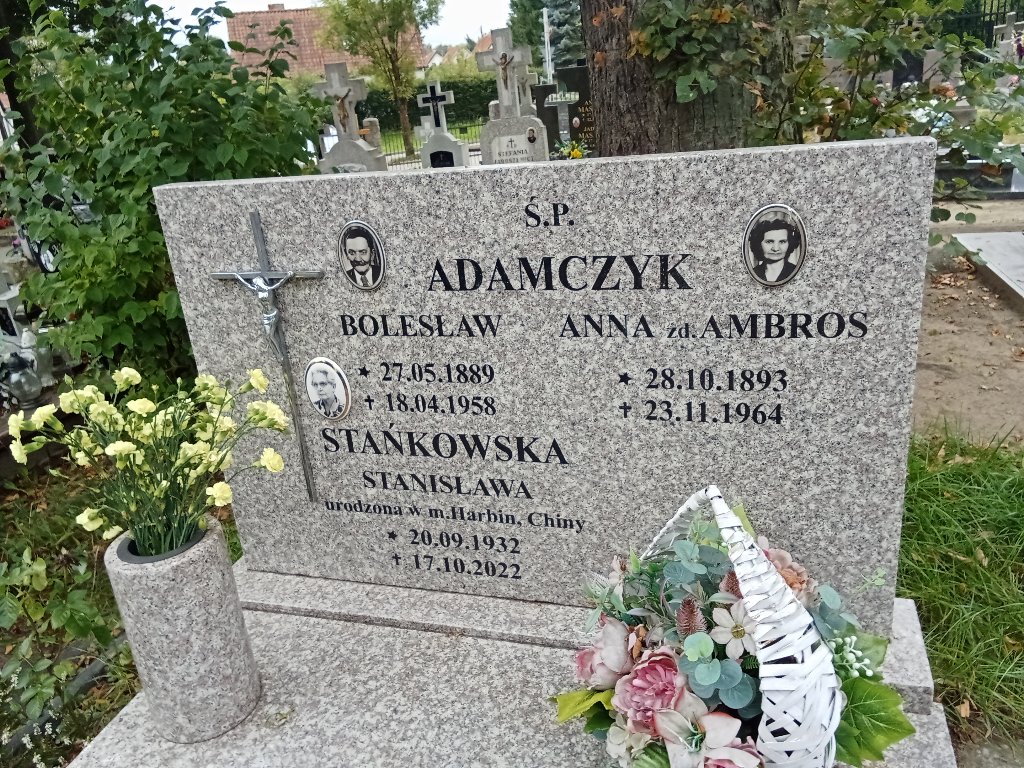 Ś.P.
ADAMCZYK
BOLESŁAW ANNA zd. AMBROS
★ 27.05.1889 ★ 28.10.1893
✝ 18.04.1958 ✝ 23.11.1964
STAŃKOWSKA
STANISŁAWA
urodzona w m.Harbin, Chiny
★ 20.09.1932
✝ 17.10.2022
STEFANIA